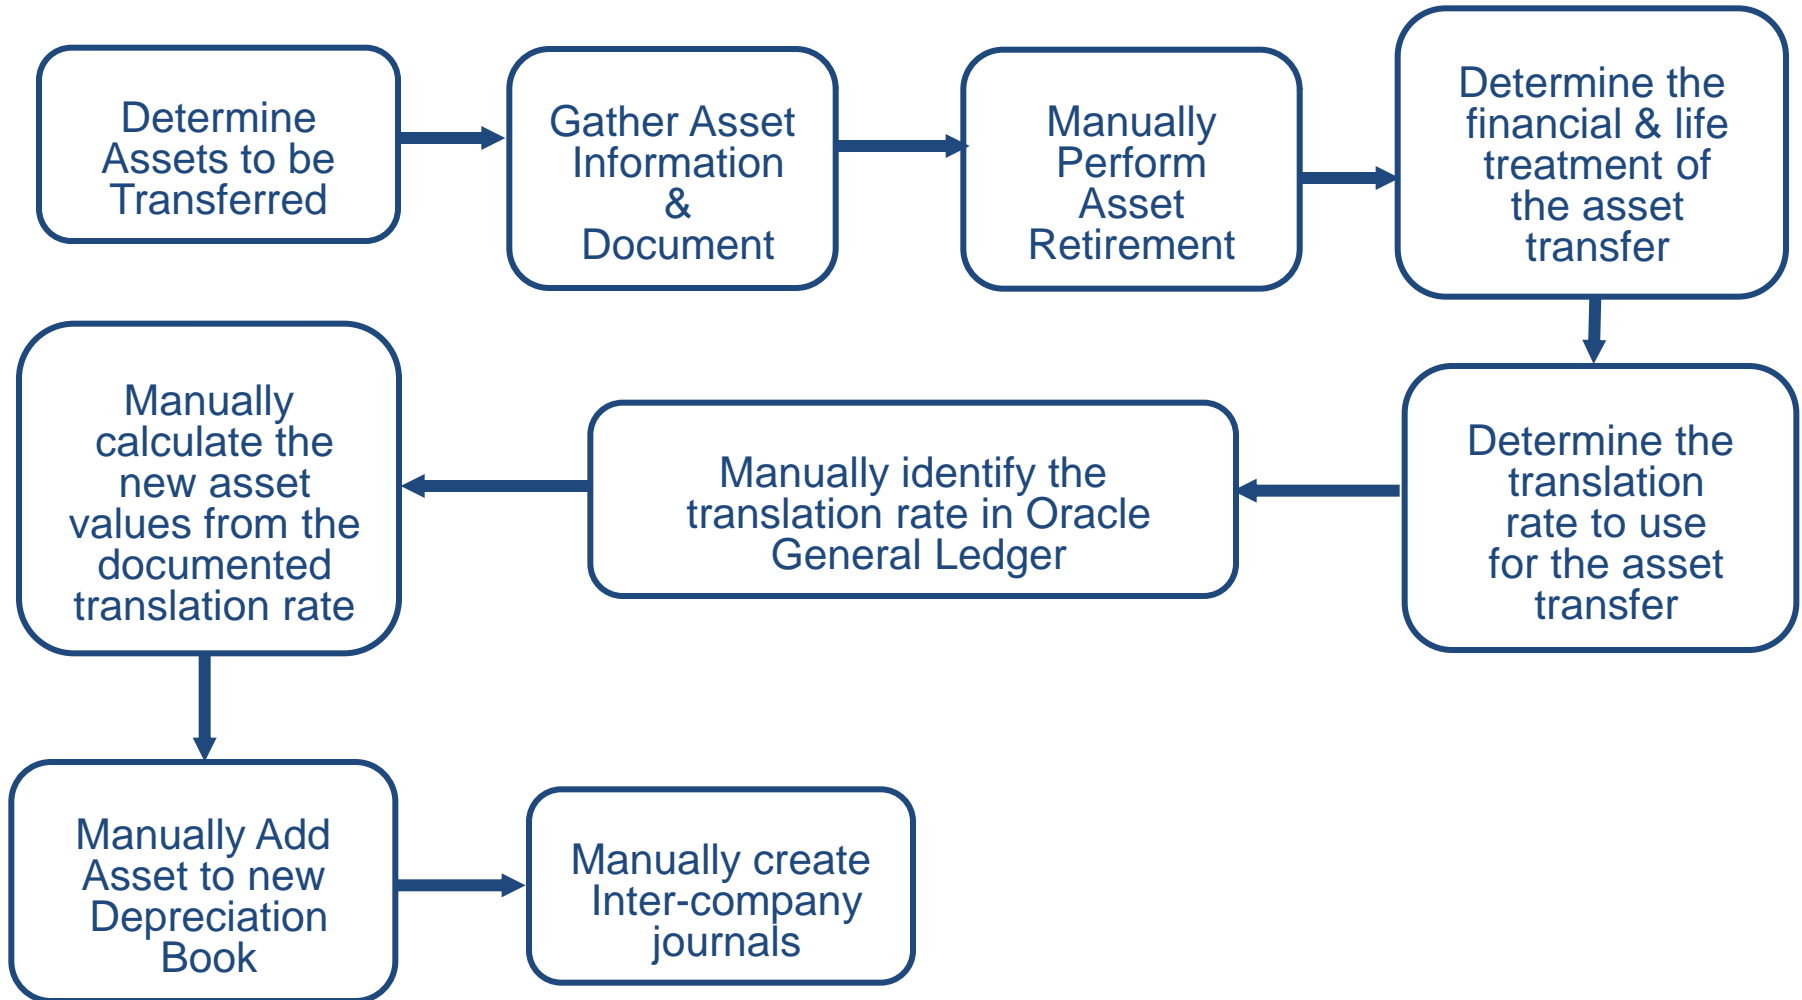 Determine
Assets to be
Transferred
Gather Asset
Information
&
Document
Manually
Perform
Asset
Retirement
Determine the
financial & life
treatment of
the asset
transfer
Determine the
translation
rate to use
for the asset
transfer
Manually identify the
translation rate in Oracle
General Ledger
Manually
calculate the
new asset
values from the
documented
translation rate
Manually Add
Asset to new
Depreciation
Book
Manually create
Inter-company
journals